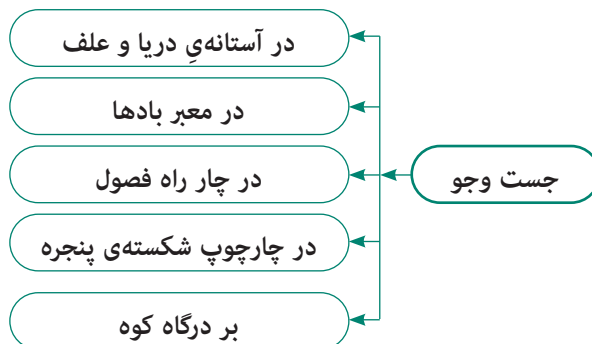 جست وجو
در آستانه‌یِ دریا و علف
در معبر بادها
در چار راه فصول
در چارچوپ شکسته‌ی پنجره
بر درگاه کوه